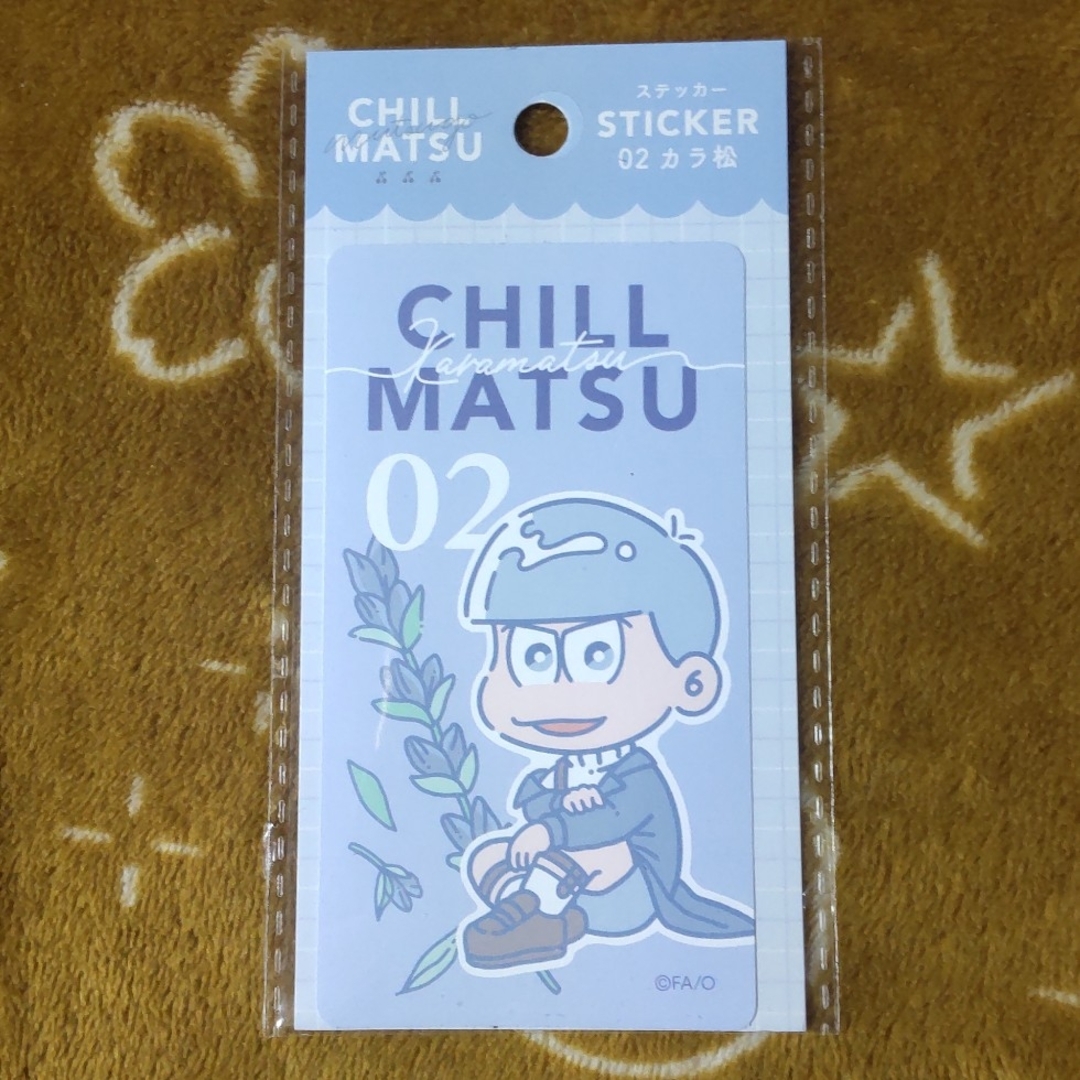 CHILL
MATSU
ステッカー
STICKER
02 カラ松
CHILL
Karamatsu
MATSU
02
©FA/O